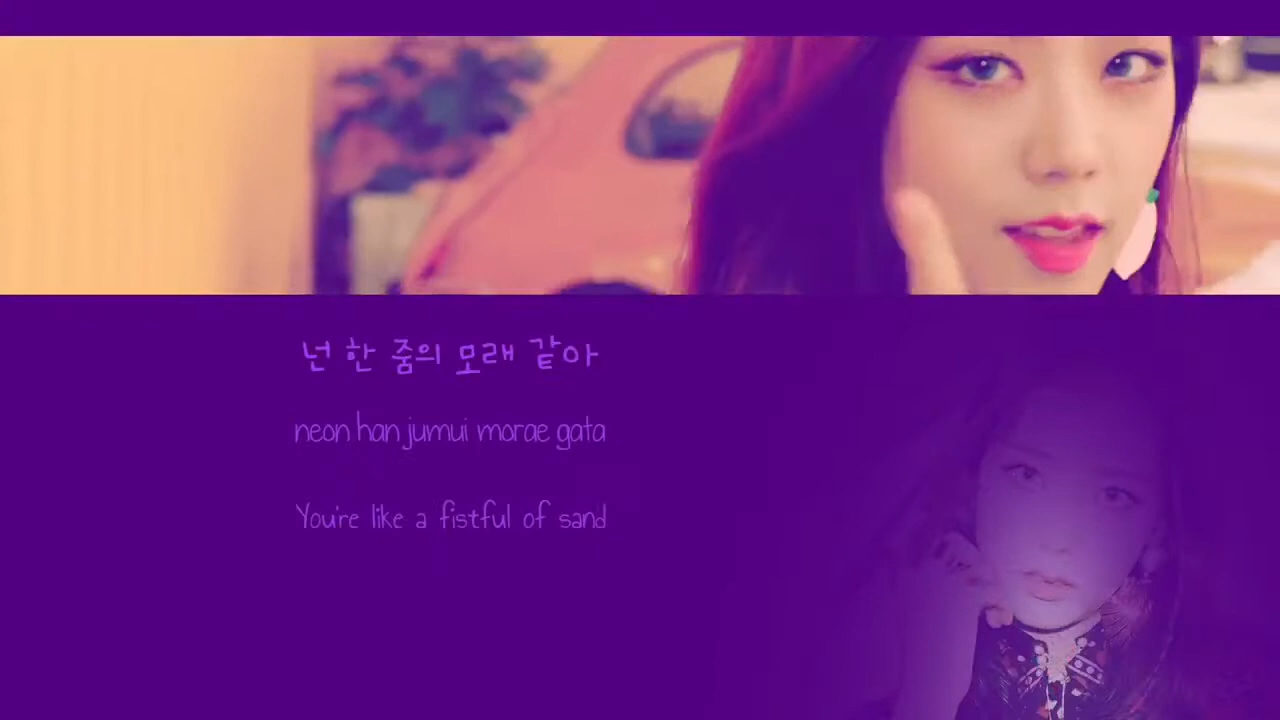 넌 한 줌의 모래 같아
neon han jumui morae gata
You're like a fistful of sand